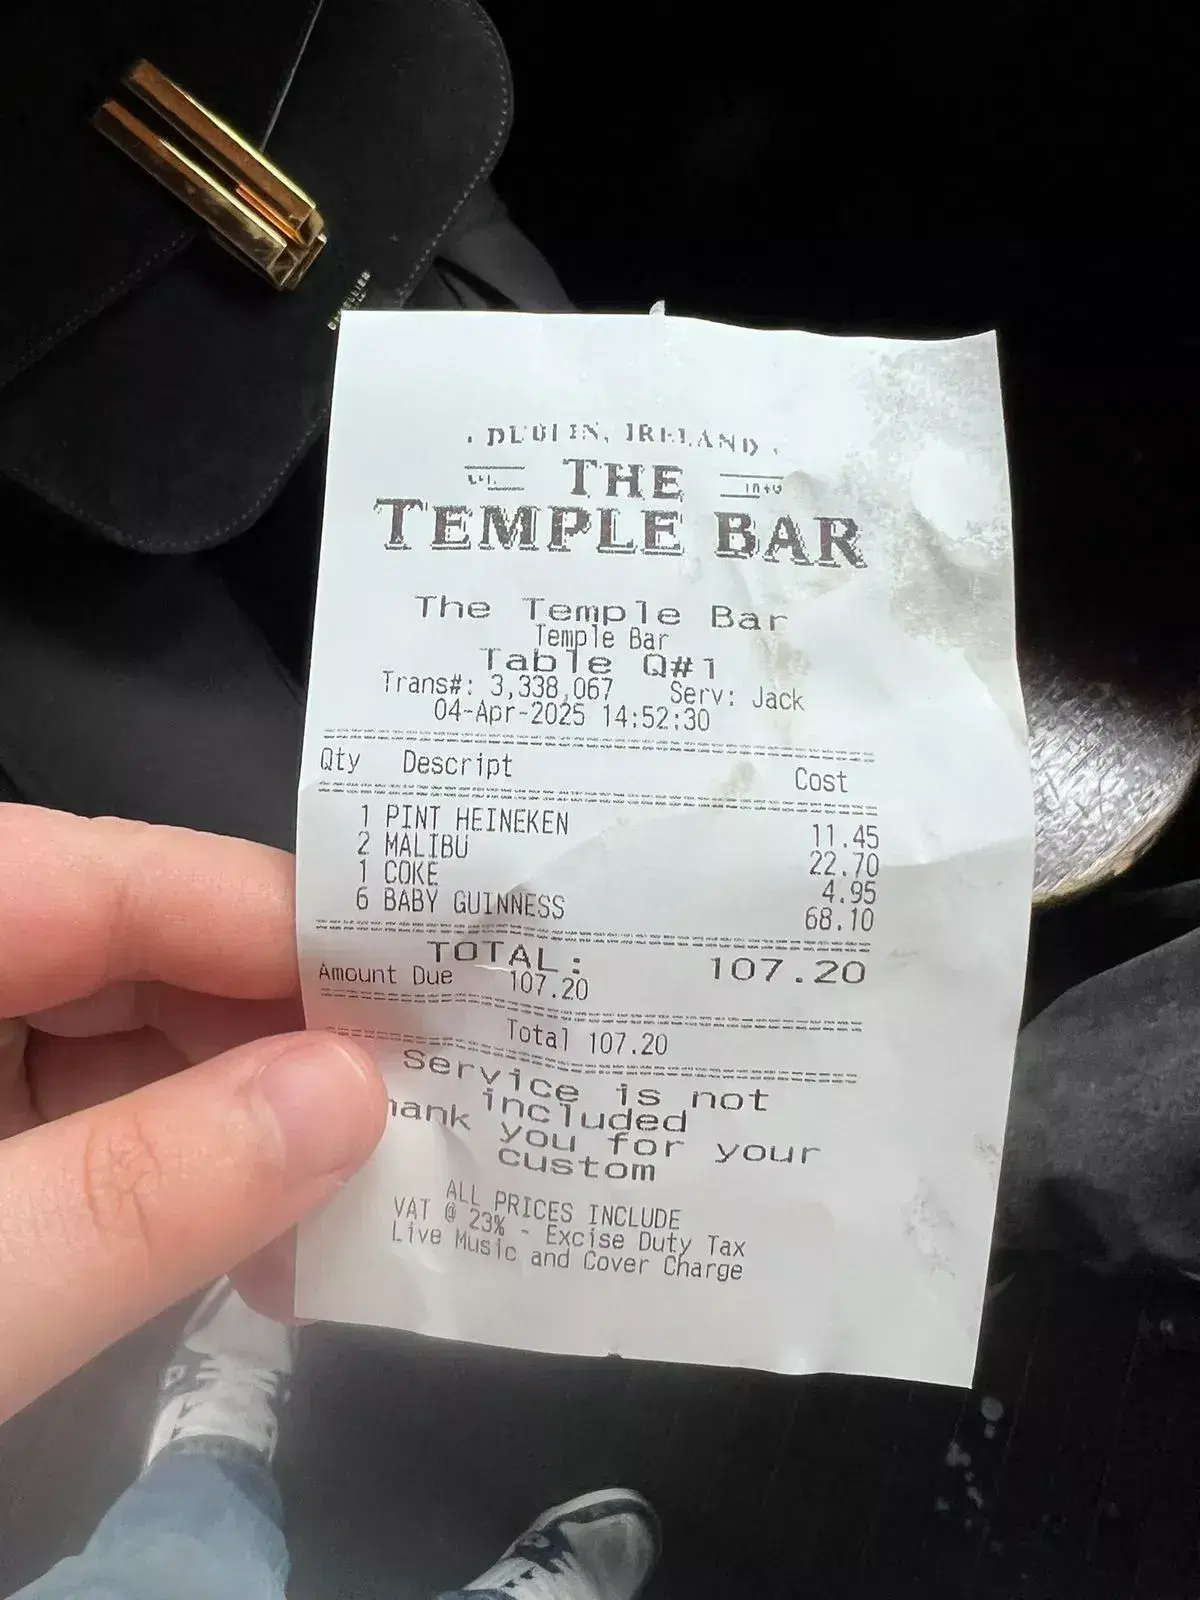 DUBLIN, IRELAND
THE
TEMPLE BAR
The Temple Bar
Temple Bar
Table Q#1
Trans#: 3,338,067 Serv: Jack
04-Apr-2025 14:52:30
Qty Descript Cost
1 PINT HEINEKEN 11.45
2 MALIBU 22.70
1 COKE 4.95
6 BABY GUINNESS 68.10
TOTAL: 107.20
Amount Due 107.20
Total 107.20
Service is not
included
hank you for your
custom
ALL PRICES INCLUDE
VAT @ 23% - Excise Duty Tax
Live Music and Cover Charge